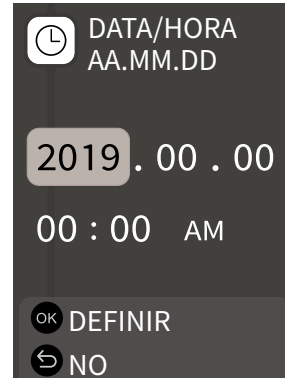 DATA/HORA
AA.MM.DD
2019 . 00 . 00
00 : 00 AM
OK DEFINIR
NO